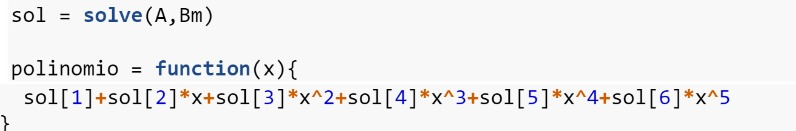 sol = solve(A,Bm)
polinomio = function(x){
sol[1]+sol[2]*x+sol[3]*x^2+sol[4]*x^3+sol[5]*x^4+sol[6]*x^5
}